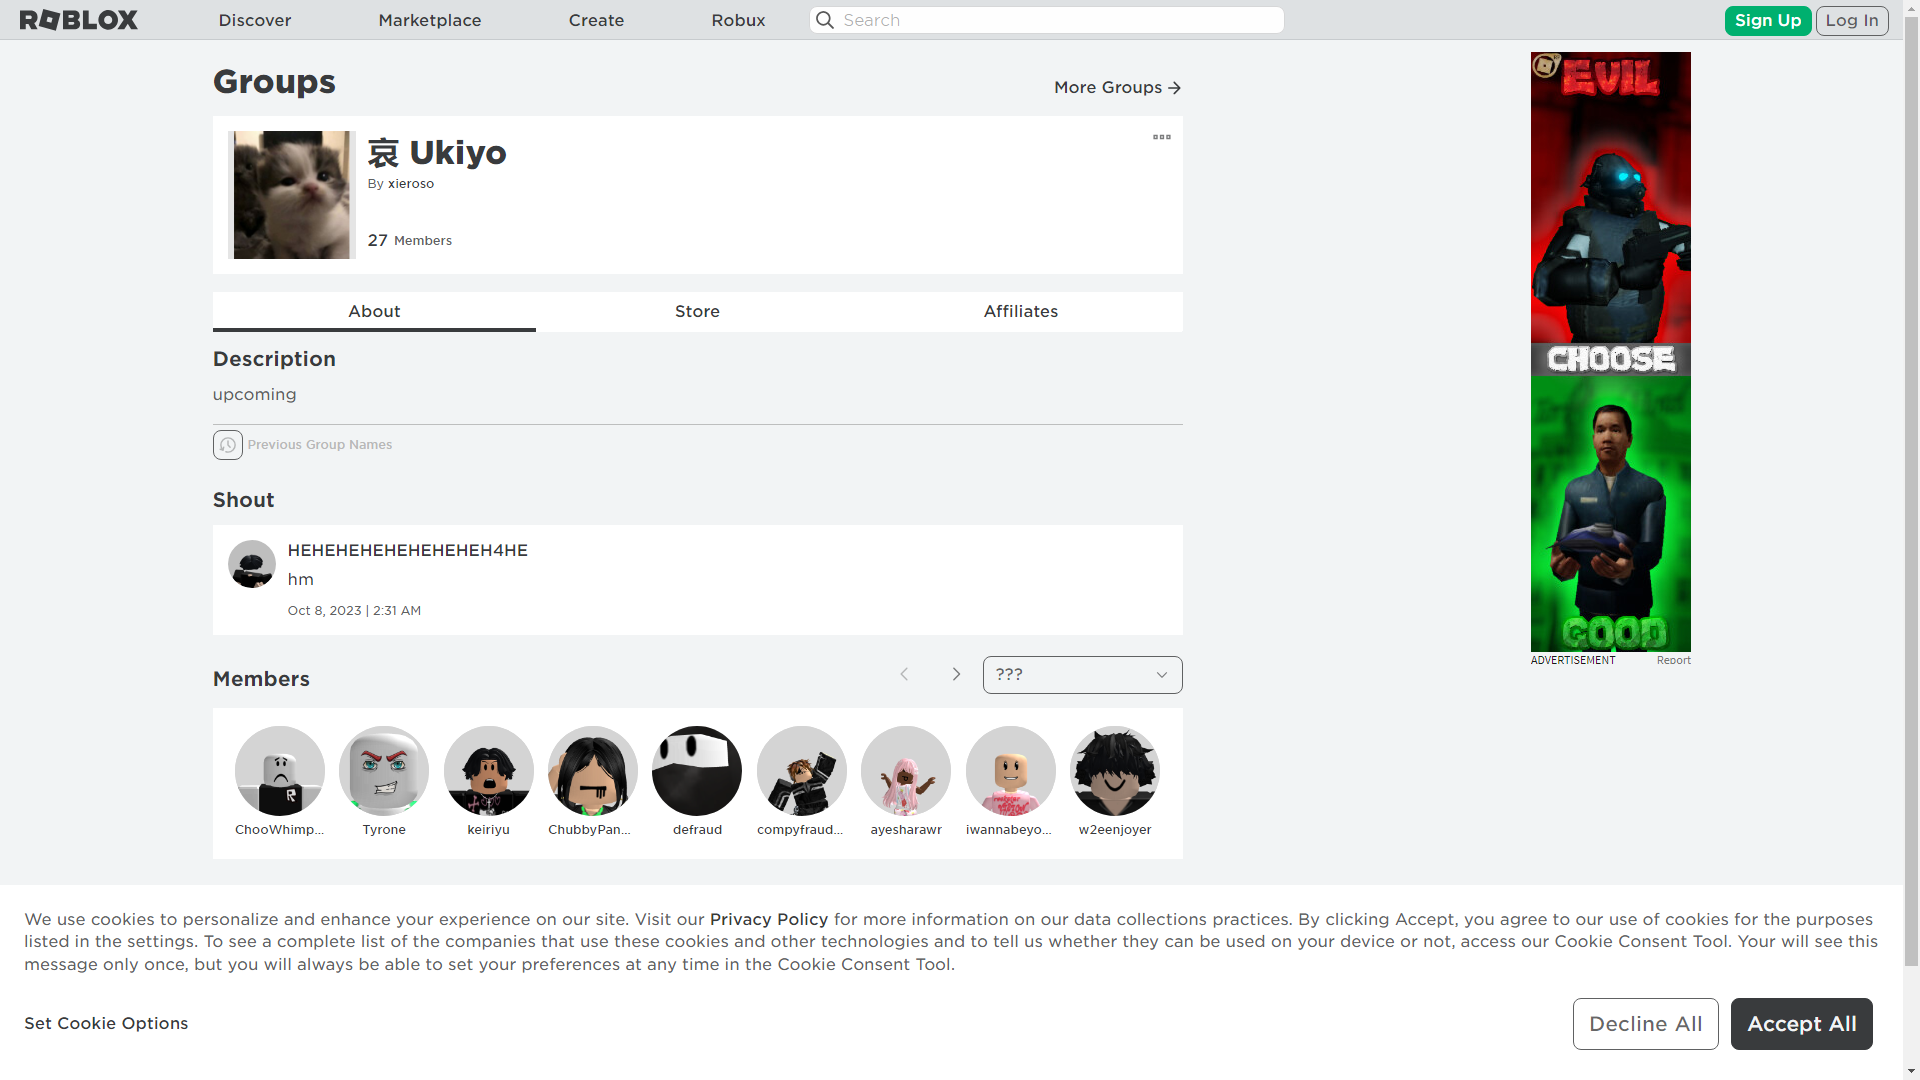 ROBLOX
Discover
Marketplace
Create
Robux
Search
Sign Up
Log In
Groups
More Groups
哀 Ukiyo
By xieroso
27 Members
About
Store
Affiliates
Description
upcoming
Previous Group Names
Shout
HEHEHEHEHEHEHEHEH4HE
hm
Oct 8, 2023 | 2:31 AM
Members
???
ChooWhimp...
Tyrone
keiriyu
ChubbyPan...
defraud
compyfraud...
ayesharawr
iwannabeyo...
w2eenjoyer
EVIL
CHOOSE
GOOD
ADVERTISEMENT
Report
We use cookies to personalize and enhance your experience on our site. Visit our Privacy Policy for more information on our data collections practices. By clicking Accept, you agree to our use of cookies for the purposes
listed in the settings. To see a complete list of the companies that use these cookies and other technologies and to tell us whether they can be used on your device or not, access our Cookie Consent Tool. Your will see this
message only once, but you will always be able to set your preferences at any time in the Cookie Consent Tool.
Set Cookie Options
Decline All
Accept All